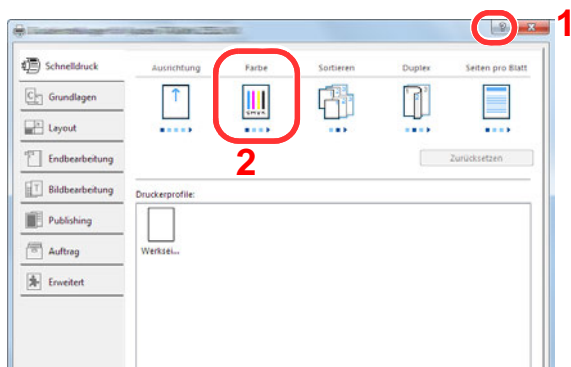 1
Schnelldruck
Grundlagen
Layout
Endbearbeitung
Bildbearbeitung
Publishing
Auftrag
Erweitert
Ausrichtung Farbe Sortieren Duplex Seiten pro Blatt
2
Zurücksetzen
Druckerprofile:
Werksei...